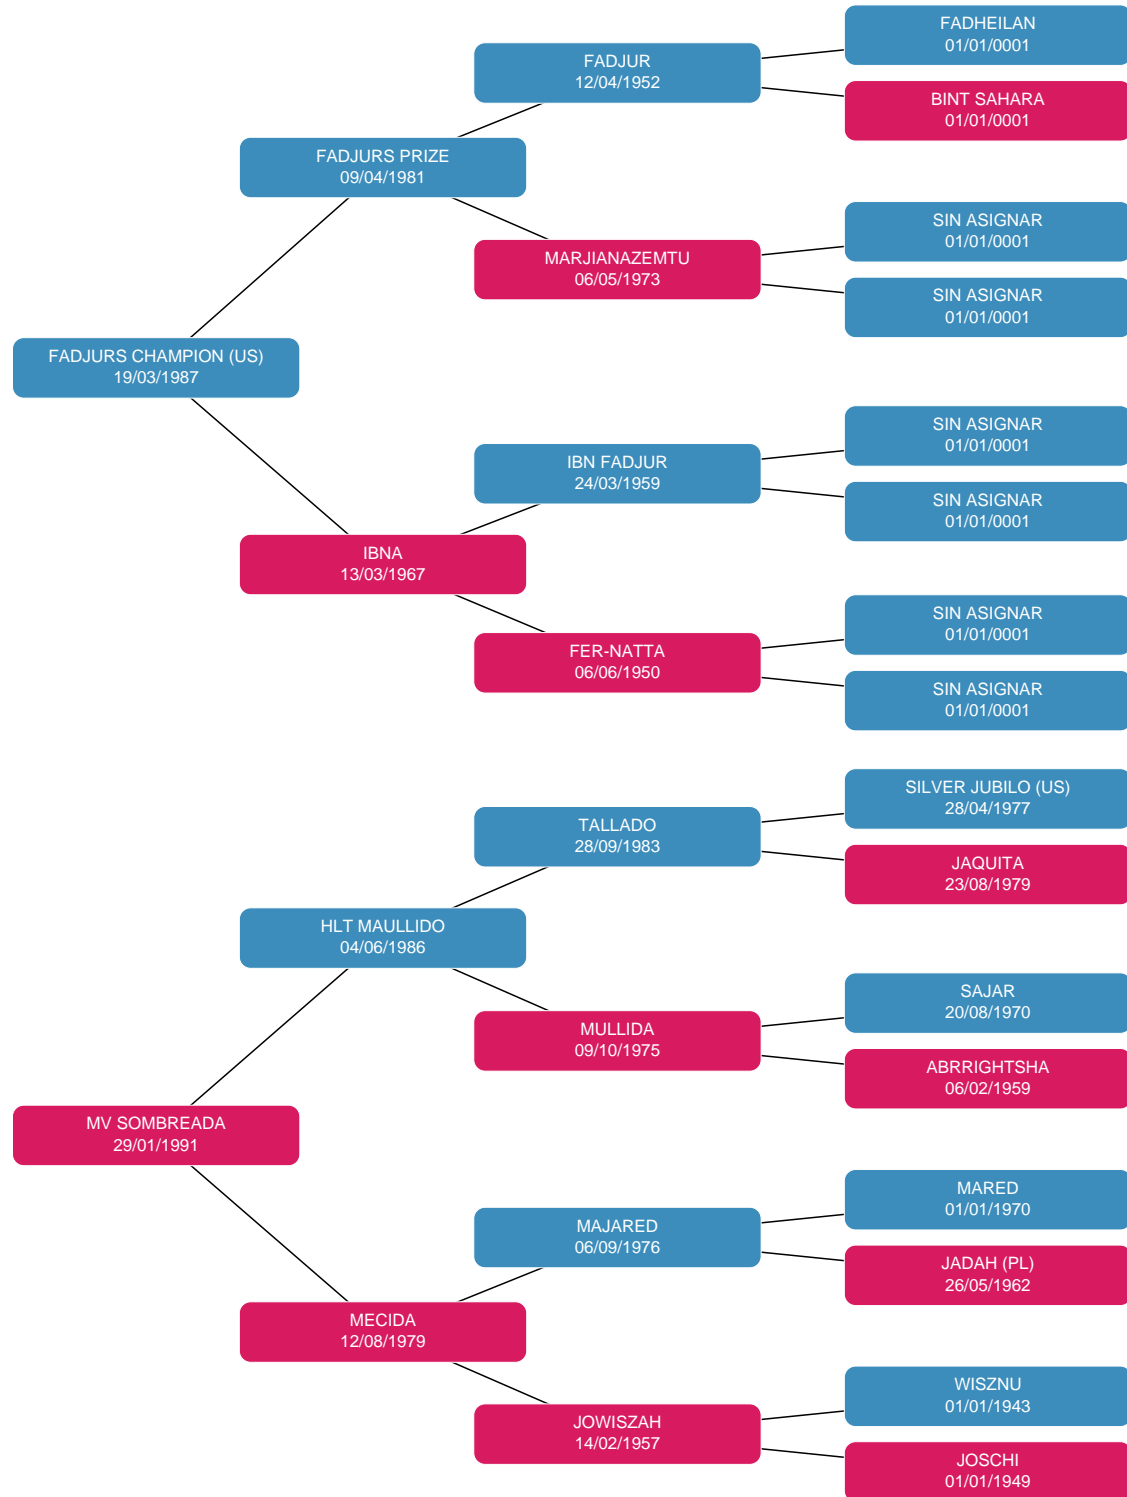 FADHEILAN
01/01/0001
FADJUR
12/04/1952
BINT SAHARA
01/01/0001
FADJURS PRIZE
09/04/1981
SIN ASIGNAR
01/01/0001
MARJIANAZEMTU
06/05/1973
SIN ASIGNAR
01/01/0001
FADJURS CHAMPION (US)
19/03/1987
SIN ASIGNAR
01/01/0001
IBN FADJUR
24/03/1959
SIN ASIGNAR
01/01/0001
IBNA
13/03/1967
SIN ASIGNAR
01/01/0001
FER-NATTA
06/06/1950
SIN ASIGNAR
01/01/0001
SILVER JUBILO (US)
28/04/1977
TALLADO
28/09/1983
JAQUITA
23/08/1979
HLT MAULLIDO
04/06/1986
SAJAR
20/08/1970
MULLIDA
09/10/1975
ABRRIGHTSHA
06/02/1959
MV SOMBREADA
29/01/1991
MARED
01/01/1970
MAJARED
06/09/1976
JADAH (PL)
26/05/1962
MECIDA
12/08/1979
WISZNU
01/01/1943
JOWISZAH
14/02/1957
JOSCHI
01/01/1949